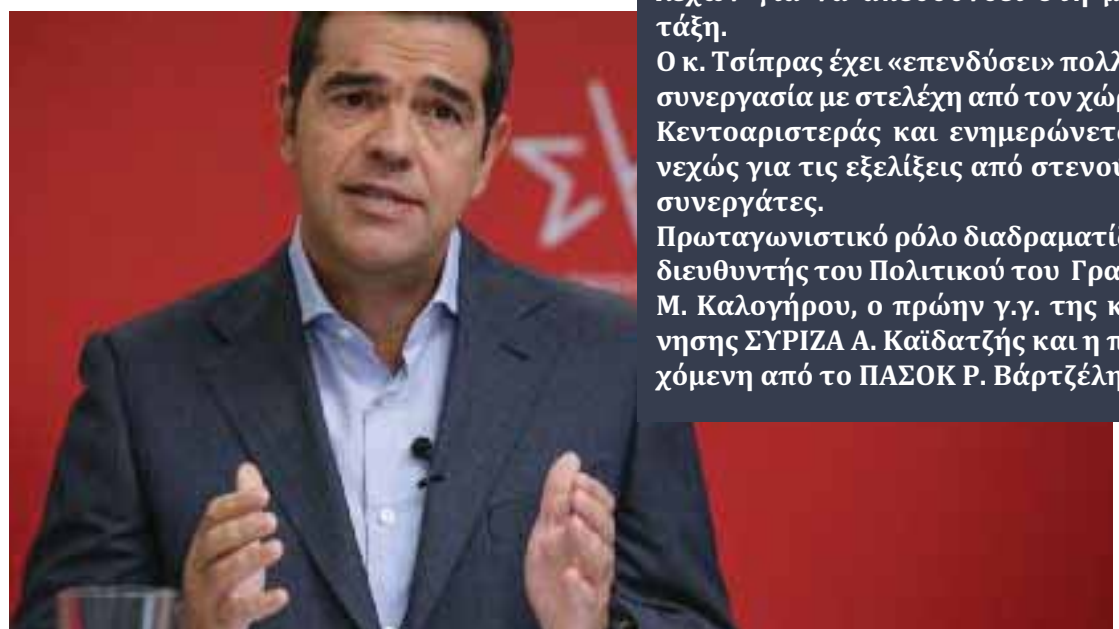 τάξη.
Ο κ. Τσίπρας έχει «επενδύσει» πολλ
συνεργασία με στελέχη από τον χώρ
Κεντοαριστεράς και ενημερώνετα
νεχώς για τις εξελίξεις από στενού
συνεργάτες.
Πρωταγωνιστικό ρόλο διαδραματίζ
διευθυντής του Πολιτικού του Γρα
Μ. Καλογήρου, ο πρώην γ.γ. της κ
νησης ΣΥΡΙΖΑ Α. Καϊδατζής και η π
χόμενη από το ΠΑΣΟΚ Ρ. Βάρτζελη
Σ